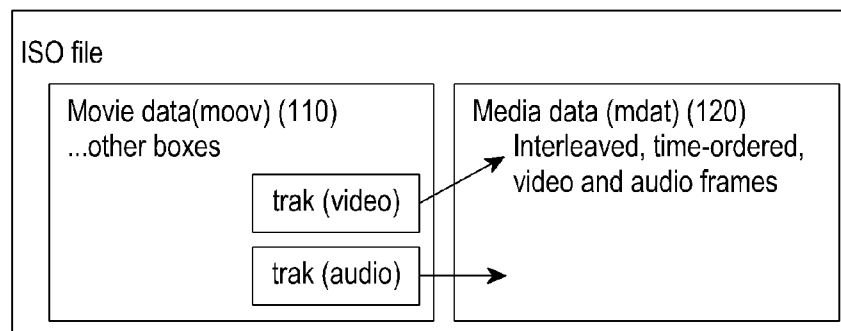 ISO file
Movie data(moov) (110)
...other boxes
trak (video)
trak (audio)
Media data (mdat) (120)
Interleaved, time-ordered,
video and audio frames